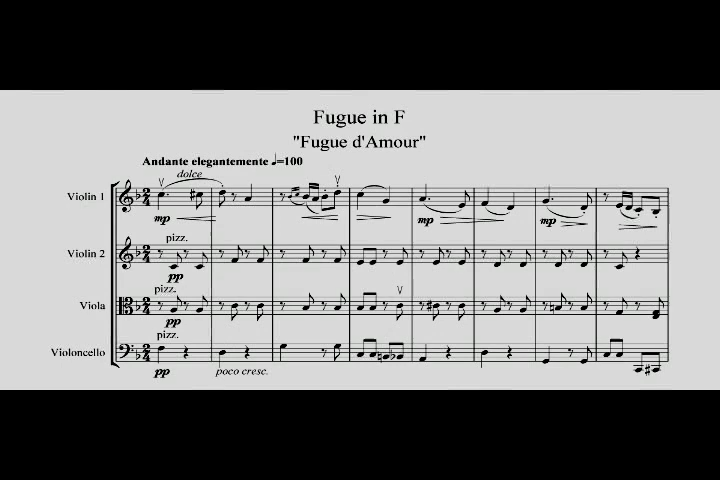 Fugue in F
"Fugue d'Amour"
Andante elegantemente ♩=100
dolce
Violin 1
mp
mp
mp
pizz.
Violin 2
pp
pizz.
Viola
pp
pizz.
Violoncello
pp
poco cresc.